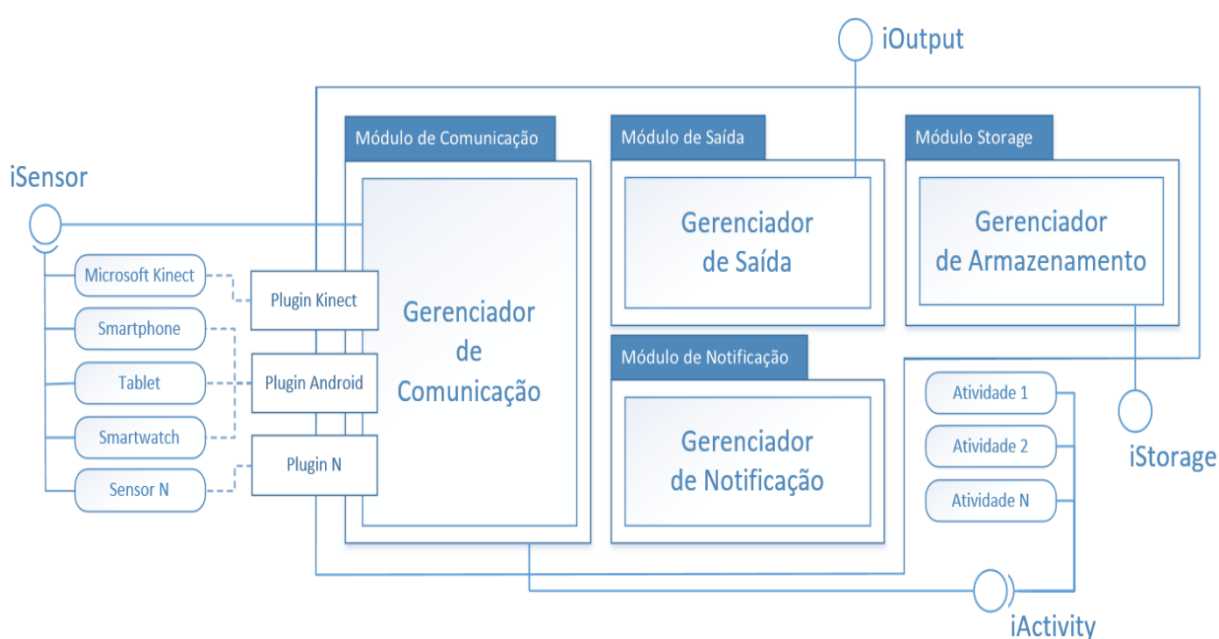 iOutput
Módulo de Comunicação
Módulo de Saída
Módulo Storage
iSensor
Gerenciador
de Saída
Gerenciador
de Armazenamento
Microsoft Kinect
Smartphone
Tablet
Smartwatch
Sensor N
Plugin Kinect
Plugin Android
Plugin N
Gerenciador
de
Comunicação
Módulo de Notificação
Gerenciador
de Notificação
Atividade 1
Atividade 2
Atividade N
iStorage
iActivity